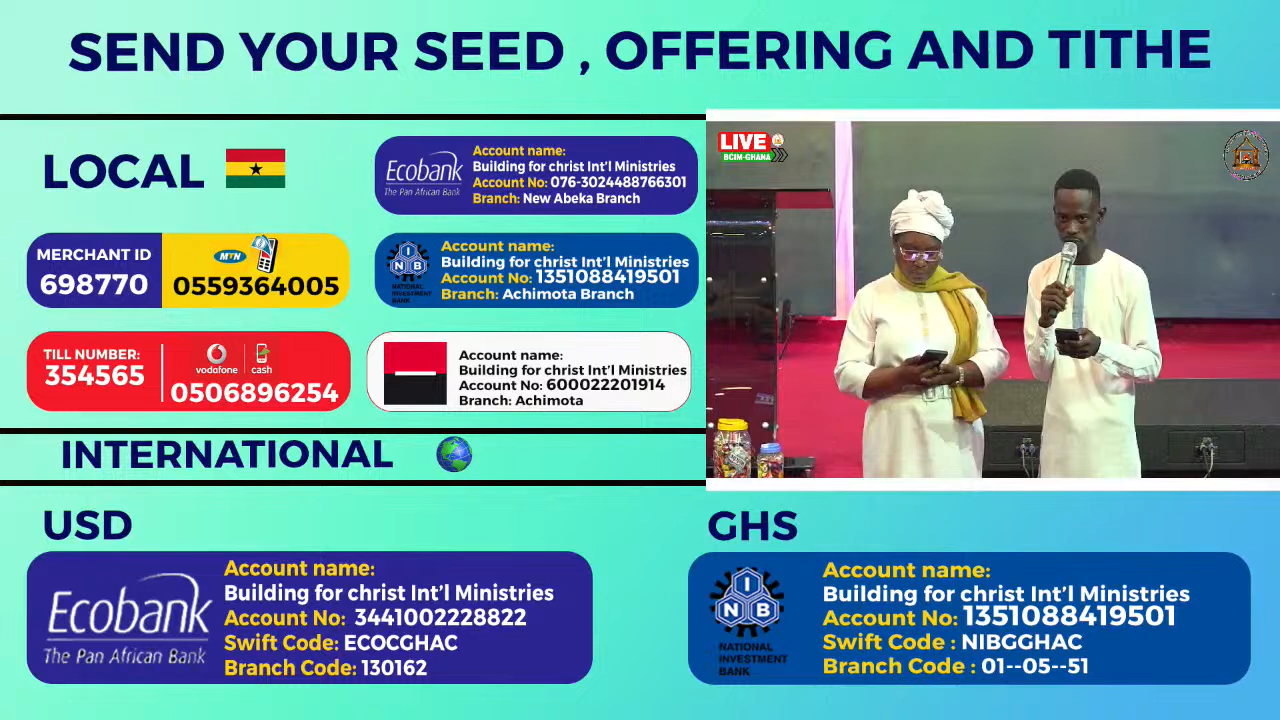 SEND YOUR SEED , OFFERING AND TITHE
LOCAL
Ecobank
The Pan African Bank
Account name:
Building for christ Int'l Ministries
Account No: 076-3024488766301
Branch: New Abeka Branch
MERCHANT ID
698770
MTN
0559364005
NIB
NATIONAL
INVESTMENT
BANK
Account name:
Building for christ Int'l Ministries
Account No: 1351088419501
Branch: Achimota Branch
TILL NUMBER:
354565
vodofone cash
0506896254
Account name:
Building for christ Int'l Ministries
Account No: 600022201914
Branch: Achimota
LIVE
BCIM-GHANA
INTERNATIONAL
USD
Ecobank
The Pan African Bank
Account name:
Building for christ Int'l Ministries
Account No: 3441002228822
Swift Code: ECOCGHAC
Branch Code: 130162
GHS
NIB
NATIONAL
INVESTMENT
BANK
Account name:
Building for christ Int'l Ministries
Account No: 1351088419501
Swift Code : NIBGGHAC
Branch Code : 01--05--51